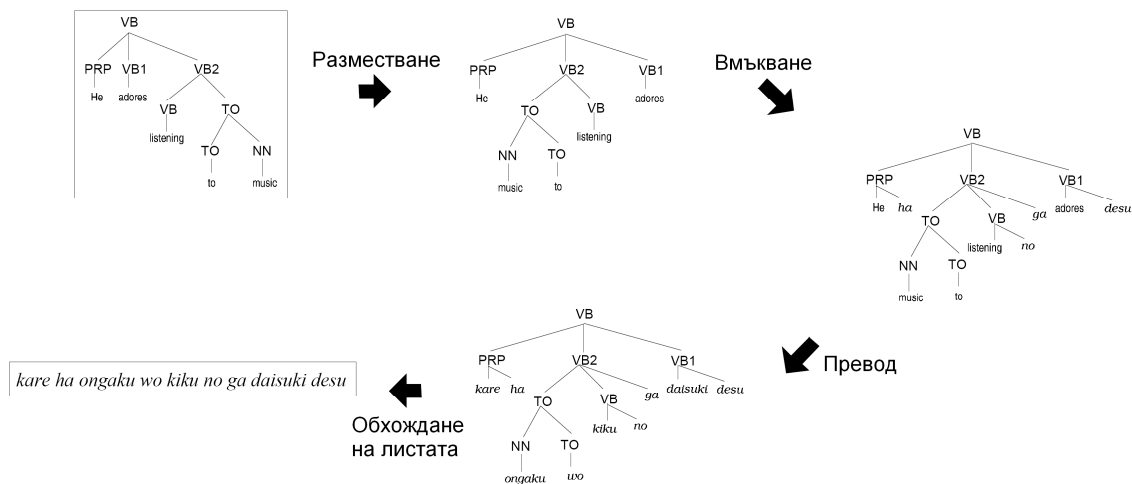 VB
PRP VB1 VB2
He adores VB TO
listening TO NN
to music
Разместване
VB
PRP VB2 VB1
He TO VB adores
NN TO listening
music to
Вмъкване
VB
PRP VB2 VB1
He ha TO VB ga adores desu
NN TO listening no
music to
Превод
VB
PRP VB2 VB1
kare ha TO VB ga daisuki desu
NN TO kiku no
ongaku wo
Обхождане
на листата
kare ha ongaku wo kiku no ga daisuki desu